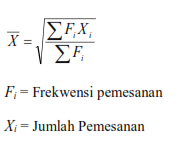 X̅ = √(∑FᵢXᵢ / ∑Fᵢ)
Fᵢ = Frekwensi pemesanan
Xᵢ = Jumlah Pemesanan